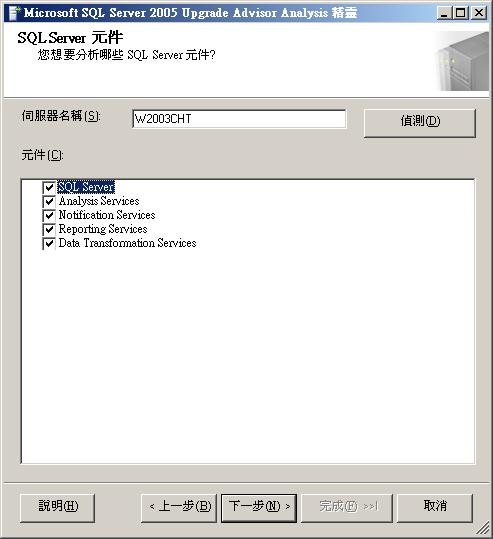 Microsoft SQL Server 2005 Upgrade Advisor Analysis 精靈
SQL Server 元件
您想要分析哪些 SQL Server 元件?
伺服器名稱(S):
W2003CHT
偵測(D)
元件(C):
SQL Server
Analysis Services
Notification Services
Reporting Services
Data Transformation Services
說明(H)
< 上一步(B)
下一步(N) >
完成(F) >>|
取消